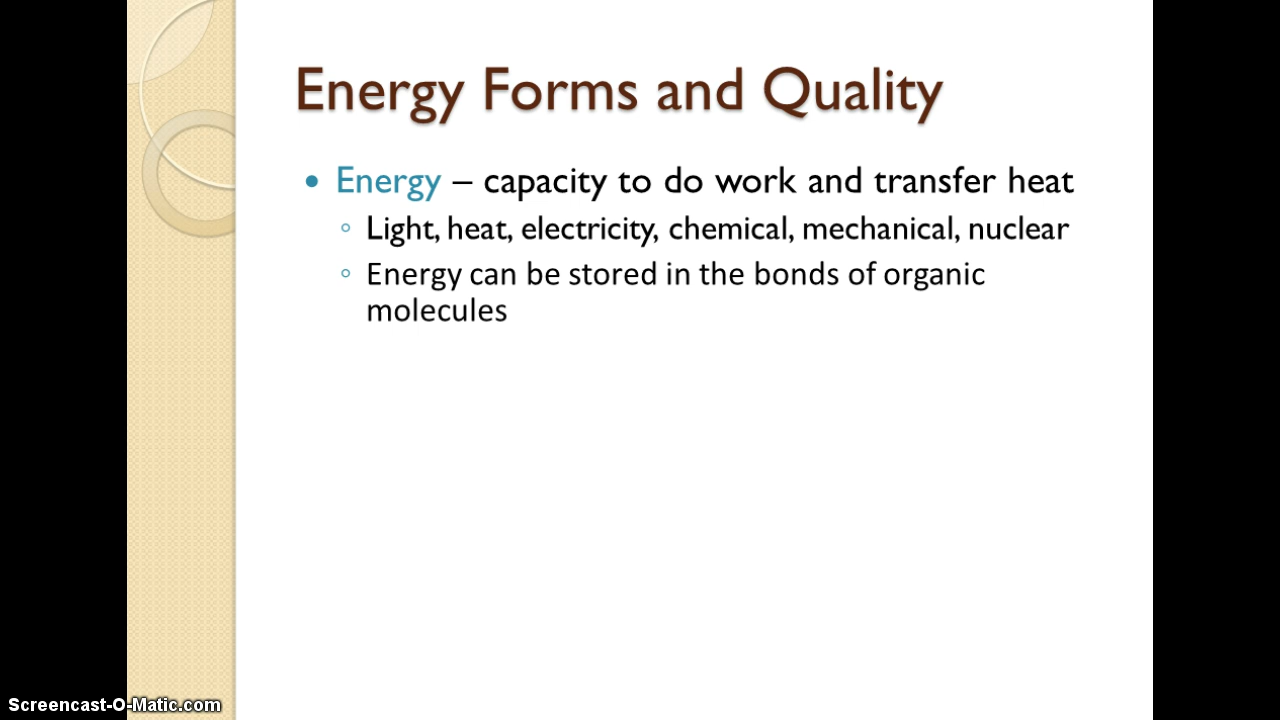 Energy Forms and Quality
• Energy – capacity to do work and transfer heat
◦ Light, heat, electricity, chemical, mechanical, nuclear
◦ Energy can be stored in the bonds of organic
molecules
Screencast-O-Matic.com